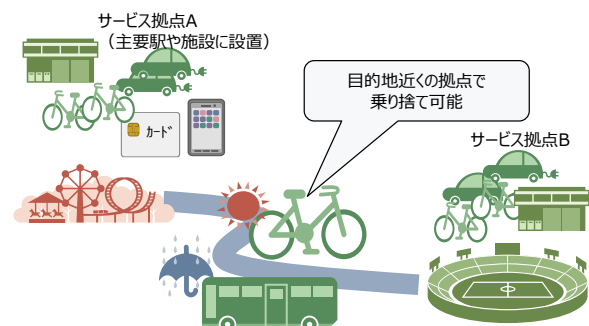 サービス拠点A
（主要駅や施設に設置）
カード
目的地近くの拠点で
乗り捨て可能
サービス拠点B